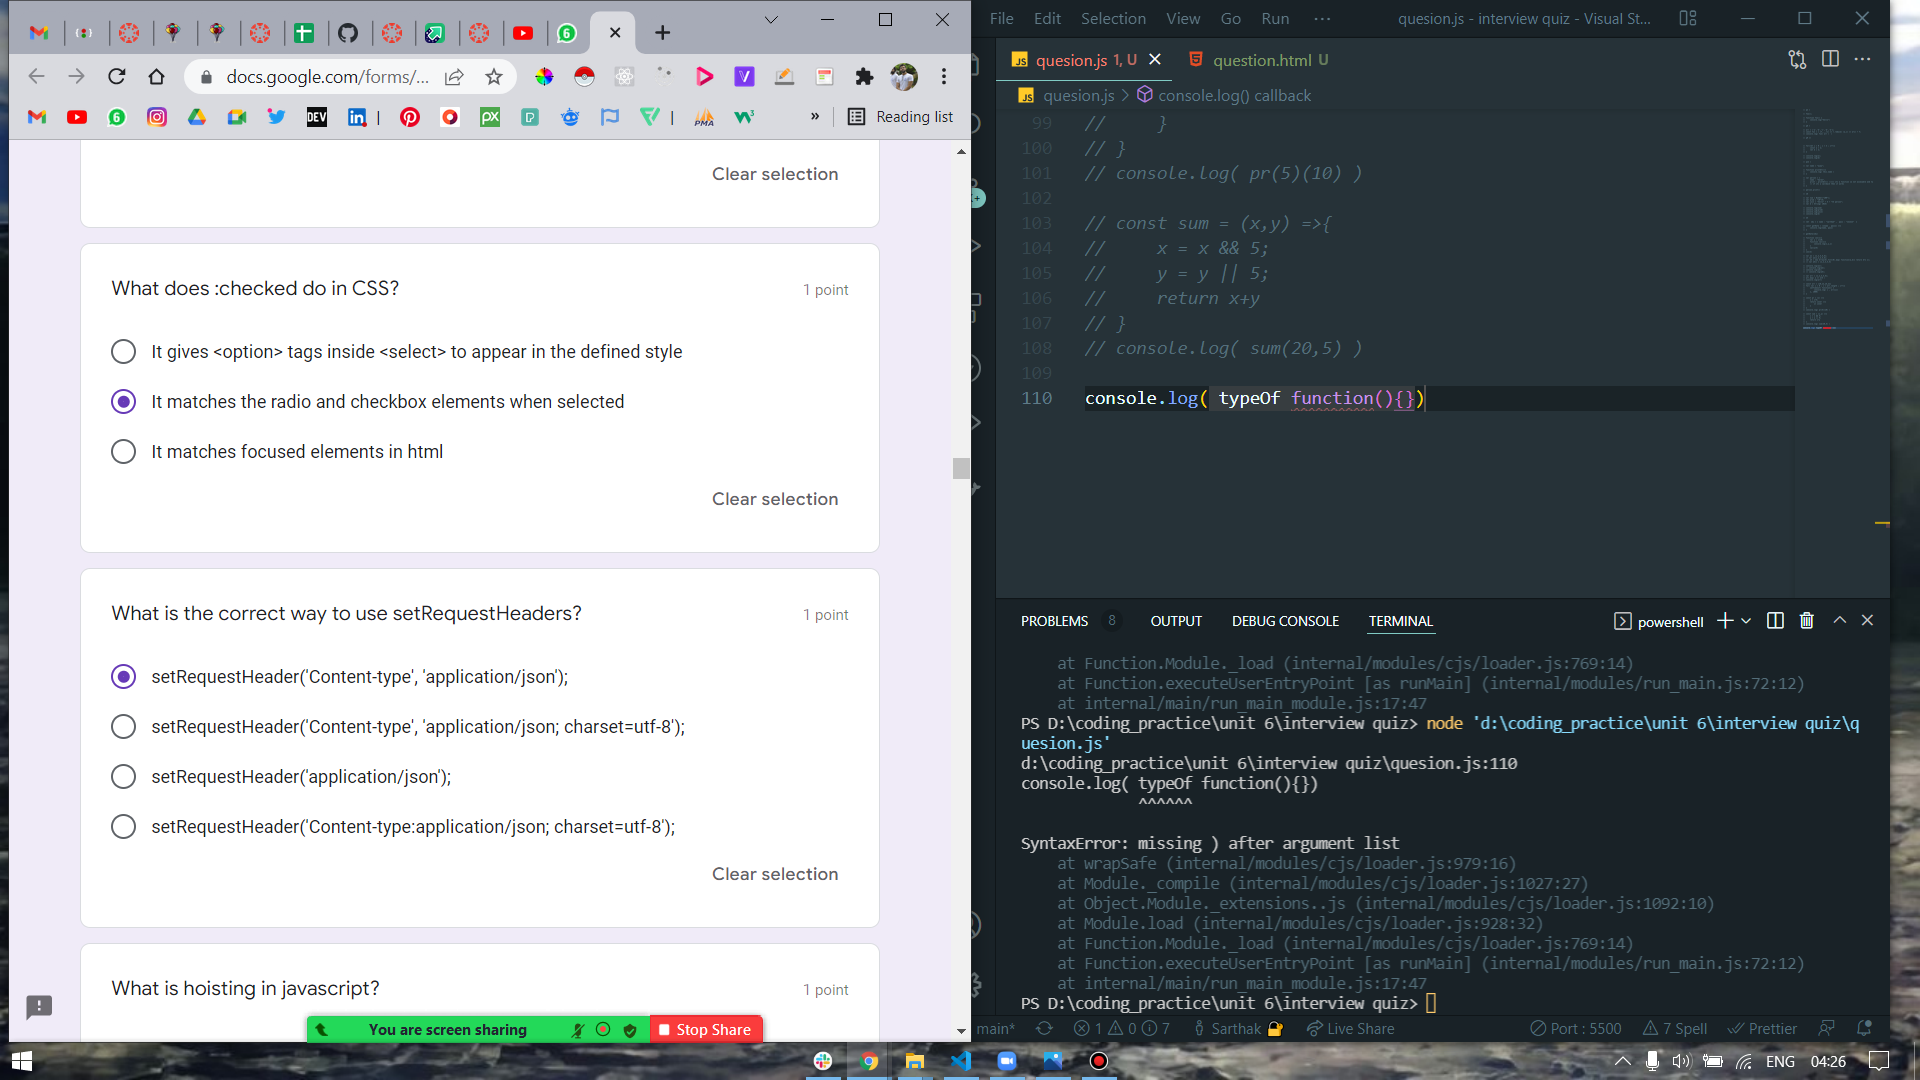 docs.google.com/forms/...
Reading list
Clear selection
What does :checked do in CSS?
1 point
It gives <option> tags inside <select> to appear in the defined style
It matches the radio and checkbox elements when selected
It matches focused elements in html
Clear selection
What is the correct way to use setRequestHeaders?
1 point
setRequestHeader('Content-type', 'application/json');
setRequestHeader('Content-type', 'application/json; charset=utf-8');
setRequestHeader('application/json');
setRequestHeader('Content-type:application/json; charset=utf-8');
Clear selection
What is hoisting in javascript?
1 point
You are screen sharing
Stop Share
File Edit Selection View Go Run ···
quesion.js - interview quiz - Visual St...
JS quesion.js 1, U
question.html U
JS quesion.js > console.log() callback
99 //     }
100 // }
101 // console.log( pr(5)(10) )
102
103 // const sum = (x,y) =>{
104 //     x = x && 5;
105 //     y = y || 5;
106 //     return x+y
107 // }
108 // console.log( sum(20,5) )
109
110 console.log( typeOf function(){})
PROBLEMS 8 OUTPUT DEBUG CONSOLE TERMINAL
powershell
at Function.Module._load (internal/modules/cjs/loader.js:769:14)
at Function.executeUserEntryPoint [as runMain] (internal/modules/run_main.js:72:12)
at internal/main/run_main_module.js:17:47
PS D:\coding_practice\unit 6\interview quiz> node 'd:\coding_practice\unit 6\interview quiz\q
uesion.js'
d:\coding_practice\unit 6\interview quiz\quesion.js:110
console.log( typeOf function(){})
^^^^^^
SyntaxError: missing ) after argument list
at wrapSafe (internal/modules/cjs/loader.js:979:16)
at Module._compile (internal/modules/cjs/loader.js:1027:27)
at Object.Module._extensions..js (internal/modules/cjs/loader.js:1092:10)
at Module.load (internal/modules/cjs/loader.js:928:32)
at Function.Module._load (internal/modules/cjs/loader.js:769:14)
at Function.executeUserEntryPoint [as runMain] (internal/modules/run_main.js:72:12)
at internal/main/run_main_module.js:17:47
PS D:\coding_practice\unit 6\interview quiz>
main* 1 0 7 Sarthak Live Share Port : 5500 7 Spell Prettier
ENG 04:26